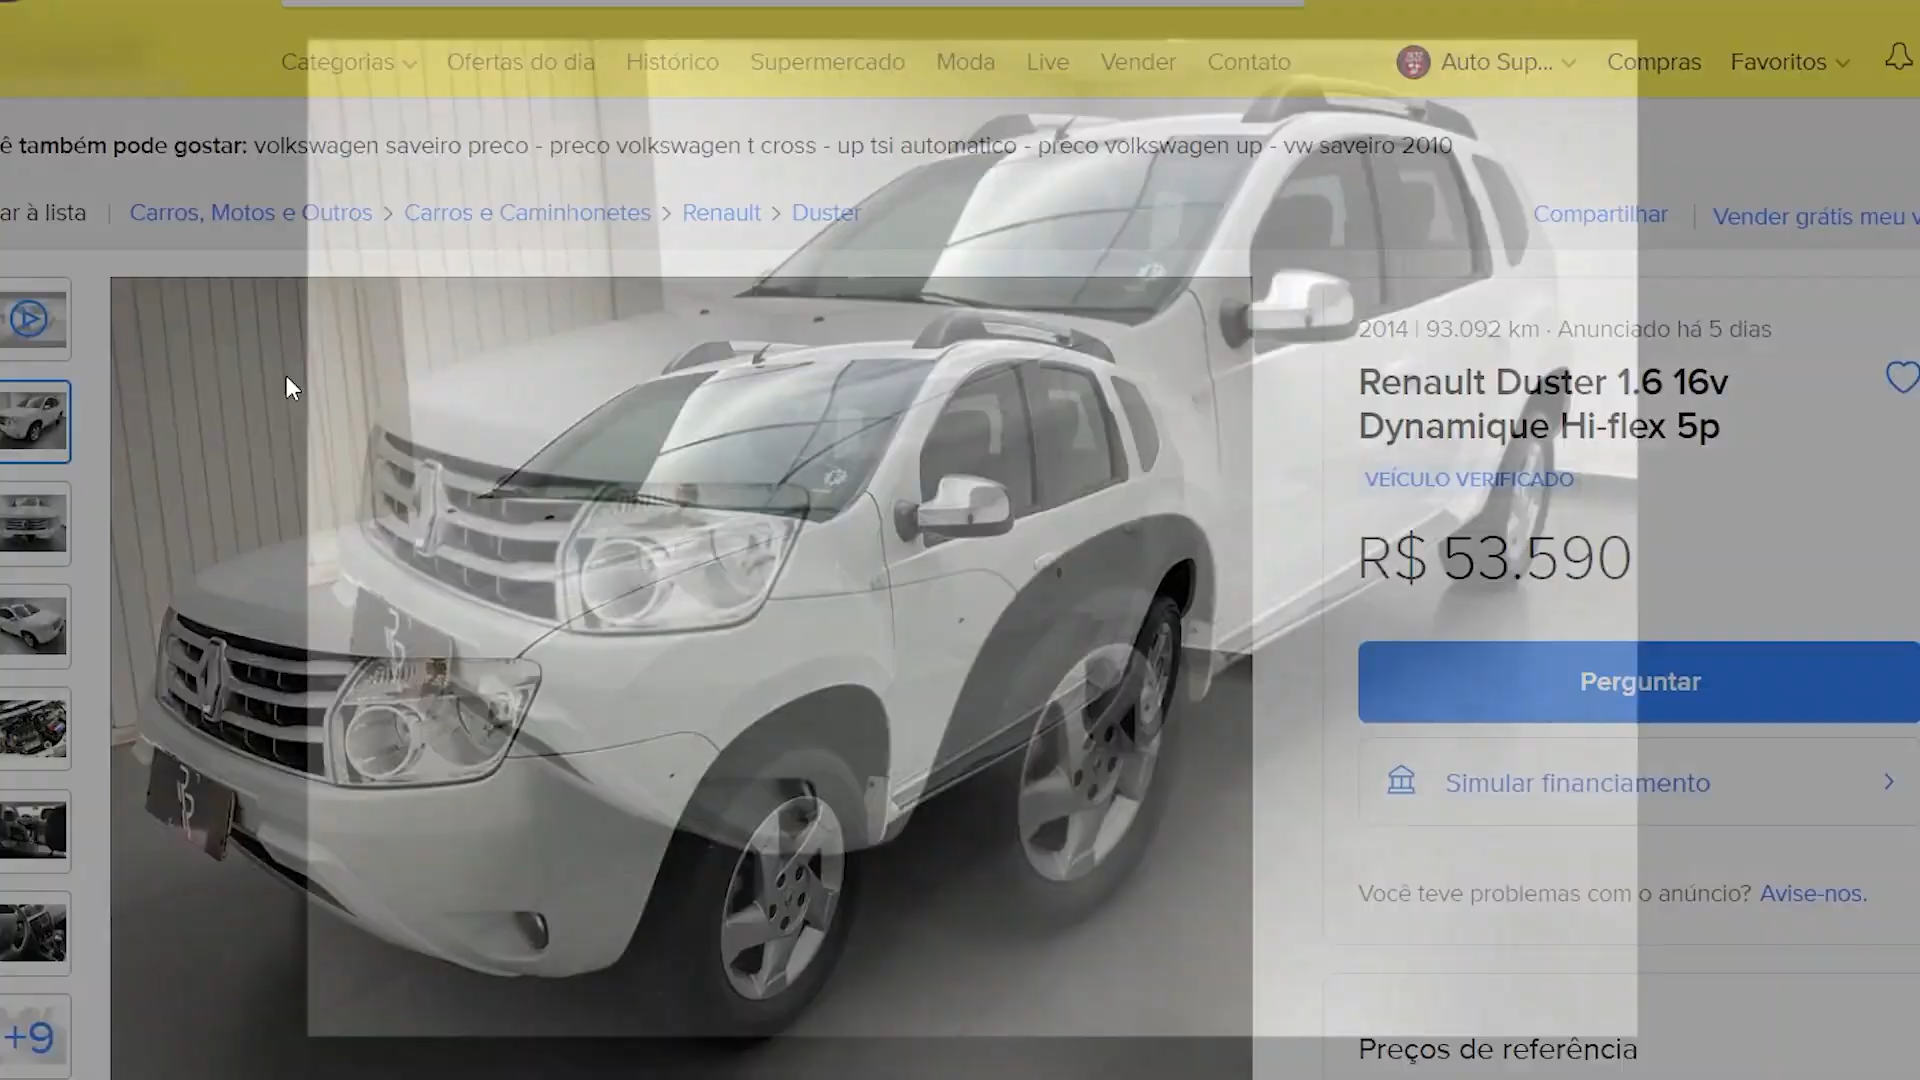 Categorias
Ofertas do dia
Histórico
Supermercado
Moda
Live
Vender
Contato
Auto Sup...
Compras
Favoritos
ê também pode gostar: volkswagen saveiro preco - preco volkswagen t cross - up tsi automatico - preco volkswagen up - vw saveiro 2010
ar à lista
Carros, Motos e Outros > Carros e Caminhonetes > Renault > Duster
Compartilhar
Vender grátis meu v
2014 | 93.092 km · Anunciado há 5 dias
Renault Duster 1.6 16v
Dynamique Hi-flex 5p
VEÍCULO VERIFICADO
R$ 53.590
Perguntar
Simular financiamento
Você teve problemas com o anúncio? Avise-nos.
+9
Preços de referência